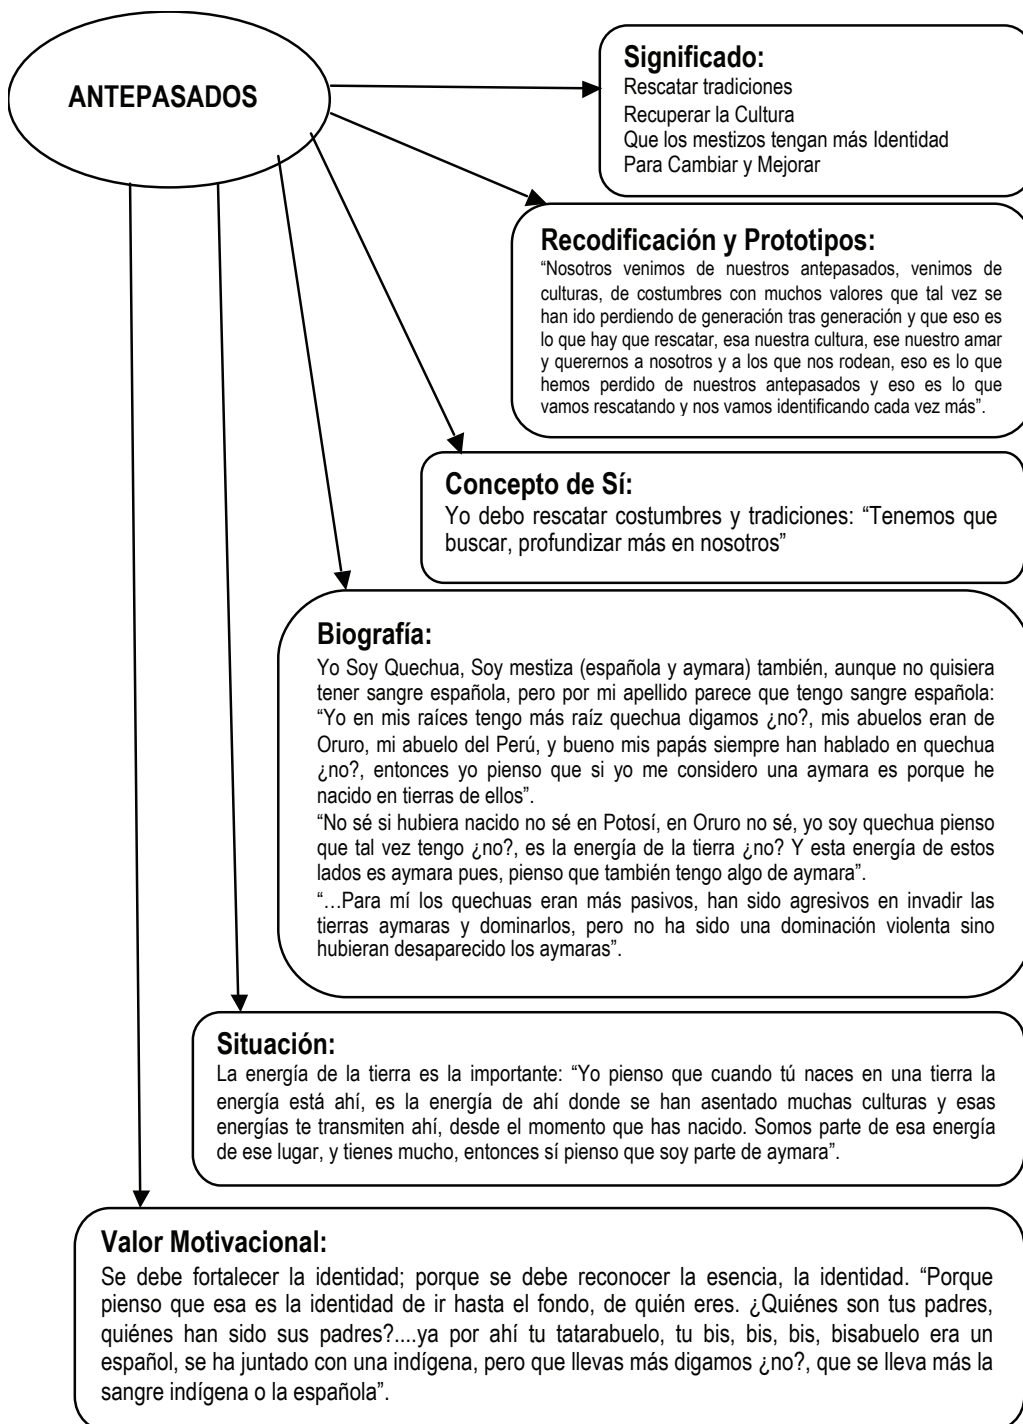 ANTEPASADOS
Significado:
Rescatar tradiciones
Recuperar la Cultura
Que los mestizos tengan más Identidad
Para Cambiar y Mejorar
Recodificación y Prototipos:
“Nosotros venimos de nuestros antepasados, venimos de
culturas, de costumbres con muchos valores que tal vez se
han ido perdiendo de generación tras generación y que eso es
lo que hay que rescatar, esa nuestra cultura, ese nuestro amar
y querernos a nosotros y a los que nos rodean, eso es lo que
hemos perdido de nuestros antepasados y eso es lo que
vamos rescatando y nos vamos identificando cada vez más”.
Concepto de Sí:
Yo debo rescatar costumbres y tradiciones: “Tenemos que
buscar, profundizar más en nosotros”
Biografía:
Yo Soy Quechua, Soy mestiza (española y aymara) también, aunque no quisiera
tener sangre española, pero por mi apellido parece que tengo sangre española:
“Yo en mis raíces tengo más raíz quechua digamos ¿no?, mis abuelos eran de
Oruro, mi abuelo del Perú, y bueno mis papás siempre han hablado en quechua
¿no?, entonces yo pienso que si yo me considero una aymara es porque he
nacido en tierras de ellos”.
“No sé si hubiera nacido no sé en Potosí, en Oruro no sé, yo soy quechua pienso
que tal vez tengo ¿no?, es la energía de la tierra ¿no? Y esta energía de estos
lados es aymara pues, pienso que también tengo algo de aymara”.
“…Para mí los quechuas eran más pasivos, han sido agresivos en invadir las
tierras aymaras y dominarlos, pero no ha sido una dominación violenta sino
hubieran desaparecido los aymaras”.
Situación:
La energía de la tierra es la importante: “Yo pienso que cuando tú naces en una tierra la
energía está ahí, es la energía de ahí donde se han asentado muchas culturas y esas
energías te transmiten ahí, desde el momento que has nacido. Somos parte de esa energía
de ese lugar, y tienes mucho, entonces sí pienso que soy parte de aymara”.
Valor Motivacional:
Se debe fortalecer la identidad; porque se debe reconocer la esencia, la identidad. “Porque
pienso que esa es la identidad de ir hasta el fondo, de quién eres. ¿Quiénes son tus padres,
quiénes han sido sus padres?....ya por ahí tu tatarabuelo, tu bis, bis, bis, bisabuelo era un
español, se ha juntado con una indígena, pero que llevas más digamos ¿no?, que se lleva más la
sangre indígena o la española”.